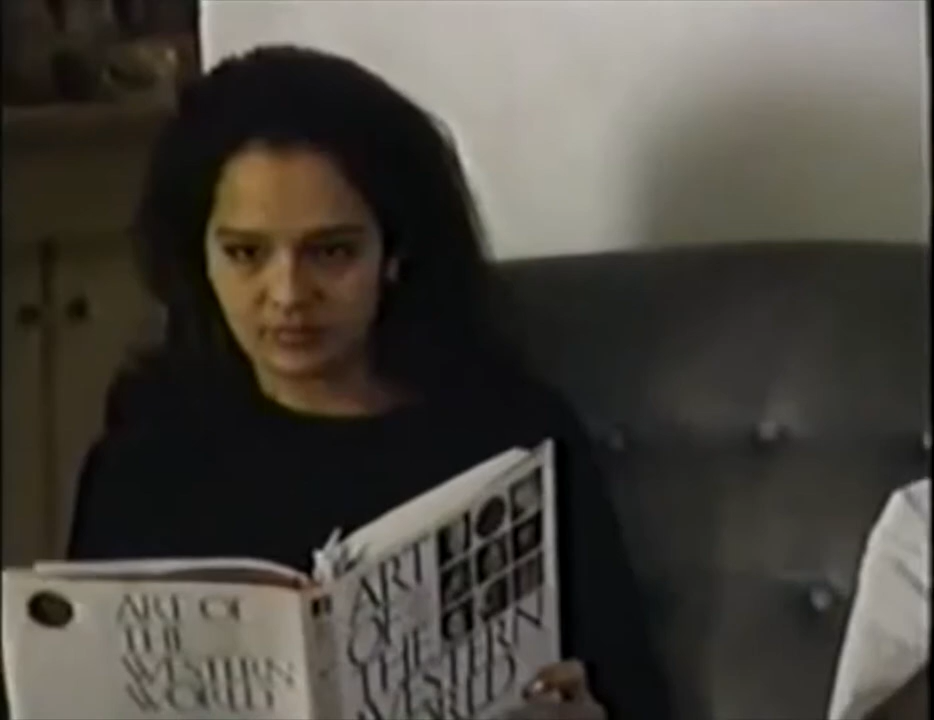 ART OF
THE
WESTERN
WORLD
ART
OF
THE
WESTERN
WORLD